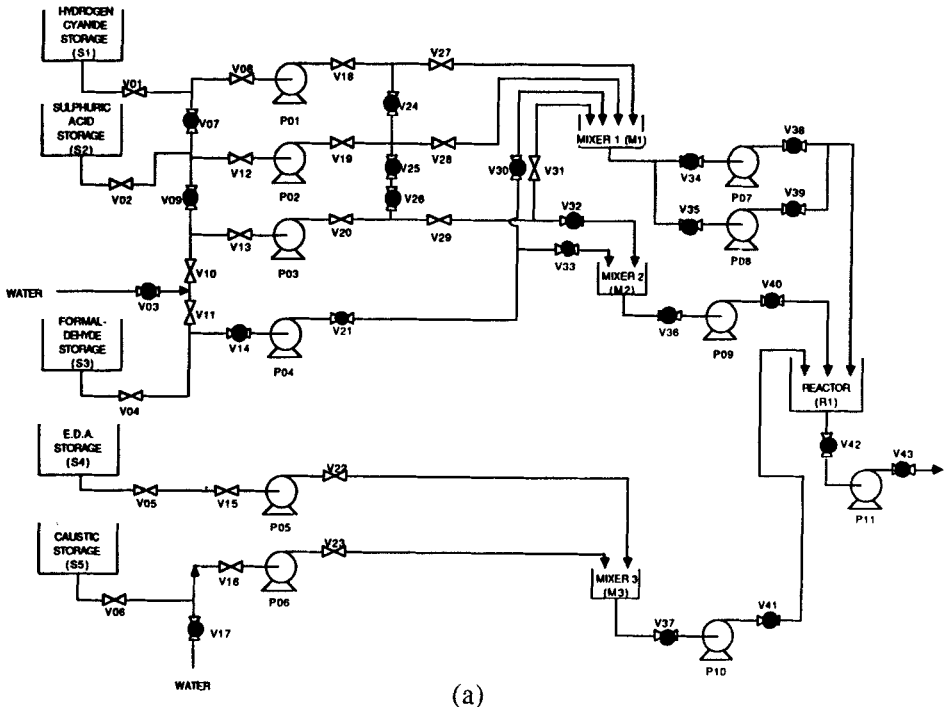 HYDROGEN
CYANIDE
STORAGE
(S1)
V01
V08
P01
V18
V27
V24
V07
SULPHURIC
ACID
STORAGE
(S2)
V02
V12
P02
V19
V28
V25
V26
V30
V31
MIXER 1 (M1)
V34
P07
V38
V35
P08
V39
V09
V13
P03
V20
V29
V32
V33
MIXER 2
(M2)
V10
WATER
V03
V11
V14
P04
V21
V36
P09
V40
FORMAL-
DEHYDE
STORAGE
(S3)
V04
REACTOR
(R1)
V42
V43
P11
E.D.A.
STORAGE
(S4)
V05
V15
P05
V22
CAUSTIC
STORAGE
(S5)
V06
V16
P06
V23
V17
WATER
MIXER 3
(M3)
V37
P10
V41
(a)